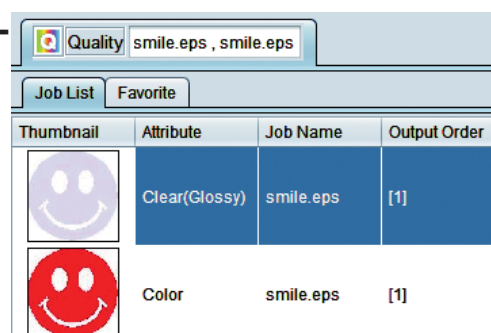 Quality smile.eps , smile.eps
Job List Favorite
Thumbnail Attribute Job Name Output Order
Clear(Glossy) smile.eps [1]
Color smile.eps [1]